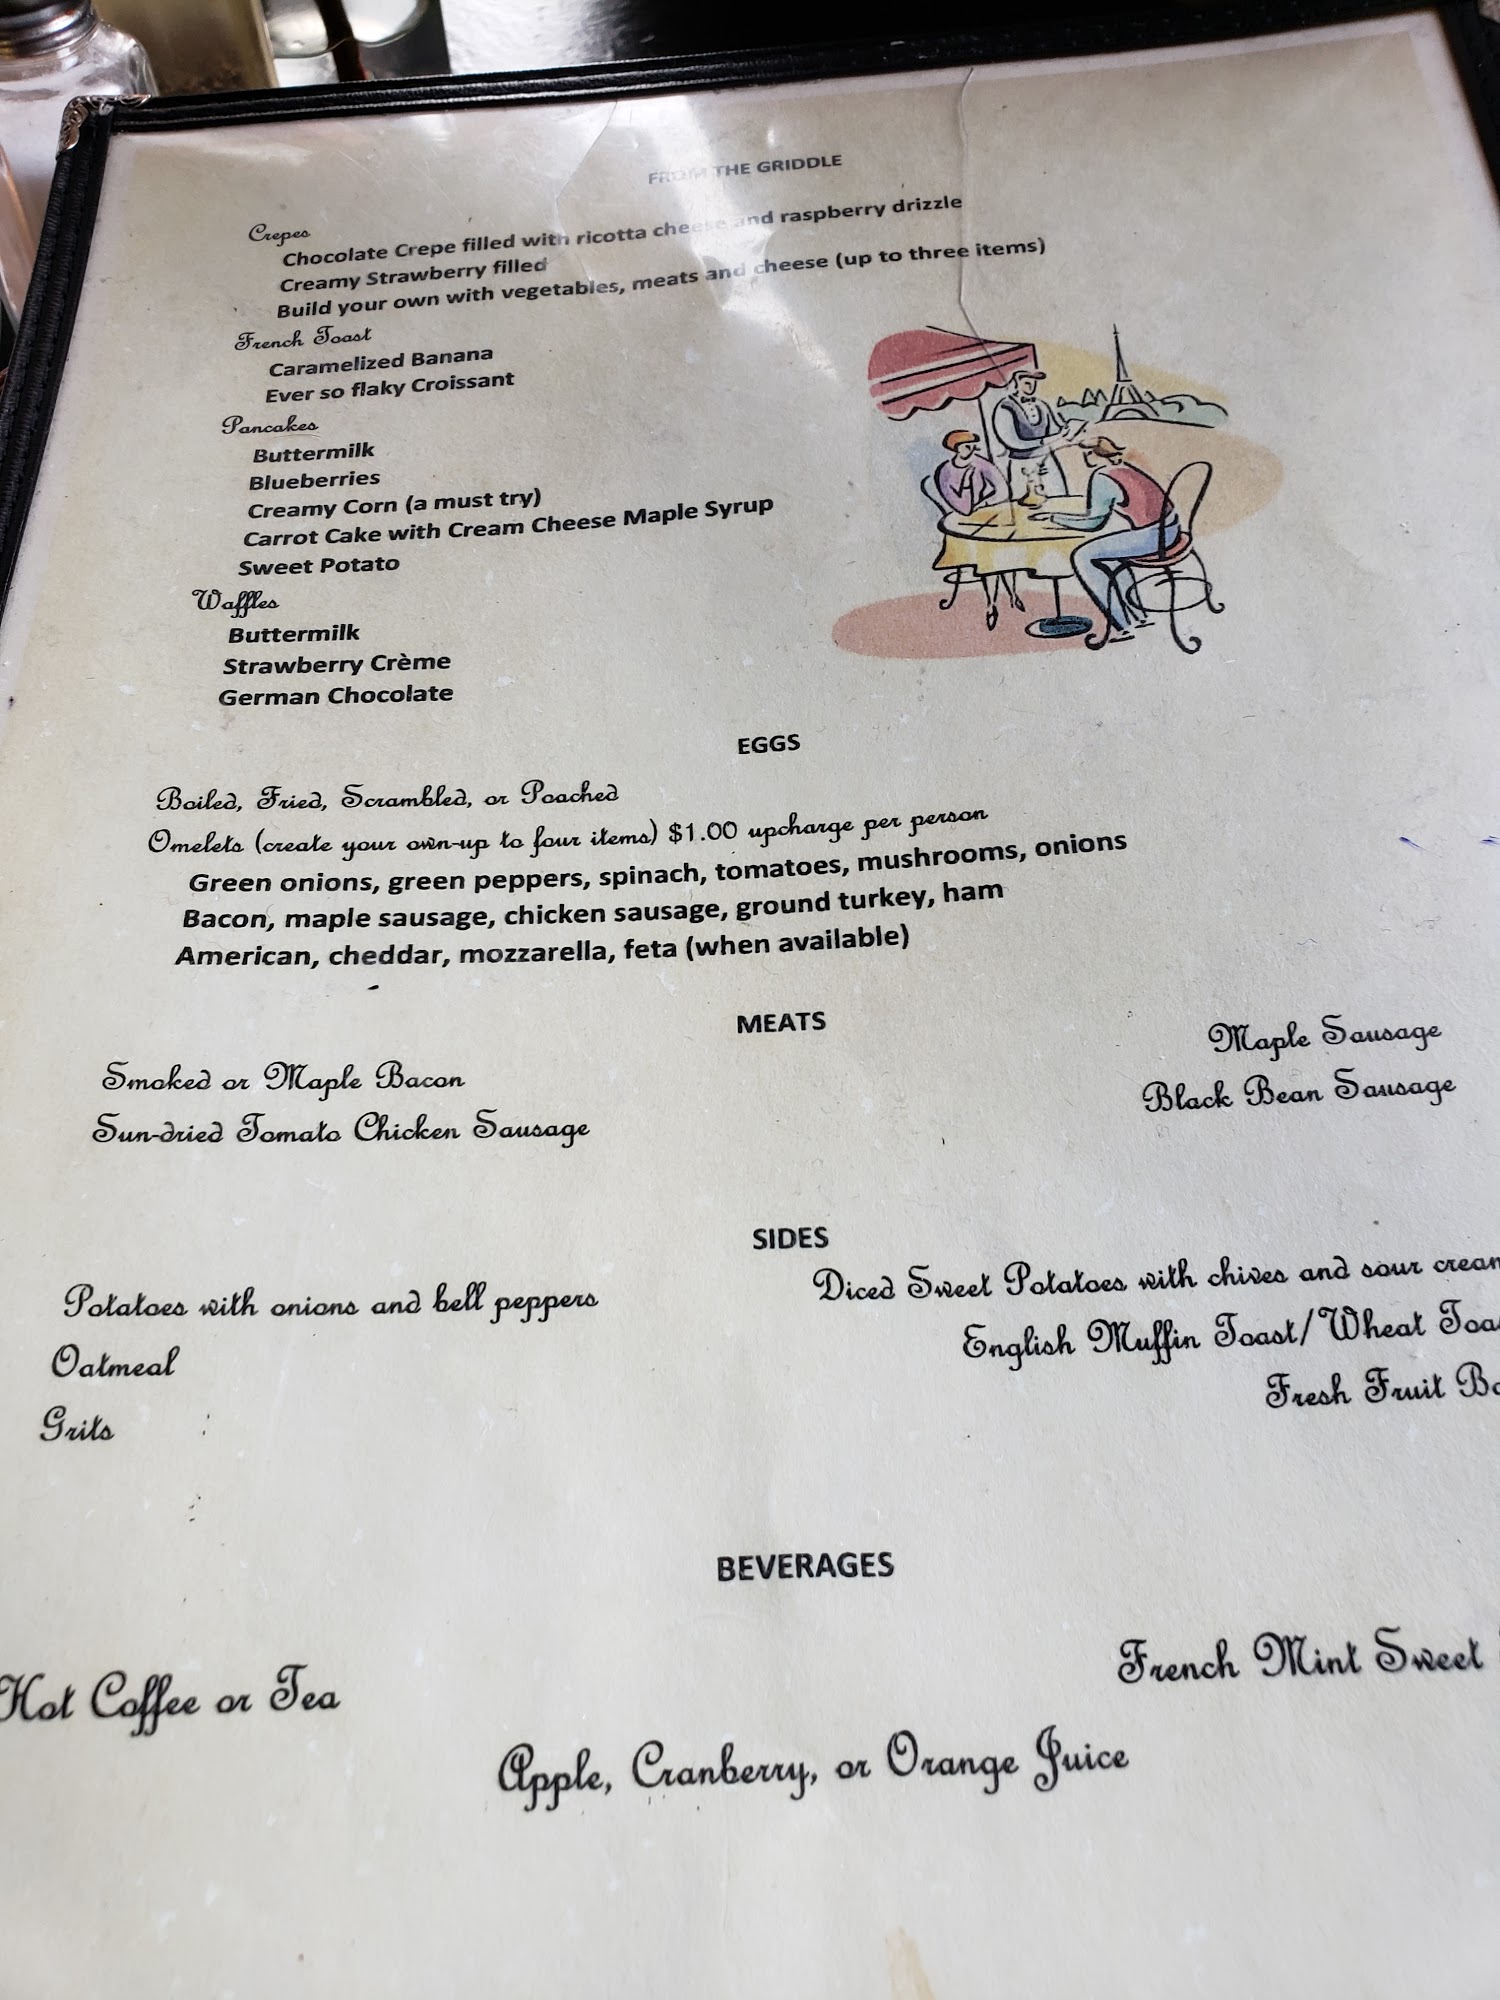 FROM THE GRIDDLE
Crepes
Chocolate Crepe filled with ricotta cheese and raspberry drizzle
Creamy Strawberry filled
Build your own with vegetables, meats and cheese (up to three items)
French Toast
Caramelized Banana
Ever so flaky Croissant
Pancakes
Buttermilk
Blueberries
Creamy Corn (a must try)
Carrot Cake with Cream Cheese Maple Syrup
Sweet Potato
Waffles
Buttermilk
Strawberry Crème
German Chocolate
EGGS
Boiled, Fried, Scrambled, or Poached
Omelets (create your own-up to four items) $1.00 upcharge per person
Green onions, green peppers, spinach, tomatoes, mushrooms, onions
Bacon, maple sausage, chicken sausage, ground turkey, ham
American, cheddar, mozzarella, feta (when available)
MEATS
Smoked or Maple Bacon
Maple Sausage
Sun-dried Tomato Chicken Sausage
Black Bean Sausage
SIDES
Potatoes with onions and bell peppers
Diced Sweet Potatoes with chives and sour cream
Oatmeal
English Muffin Toast/Wheat Toas
Grits
Fresh Fruit
BEVERAGES
Hot Coffee or Tea
French Mint Sweet
Apple, Cranberry, or Orange Juice